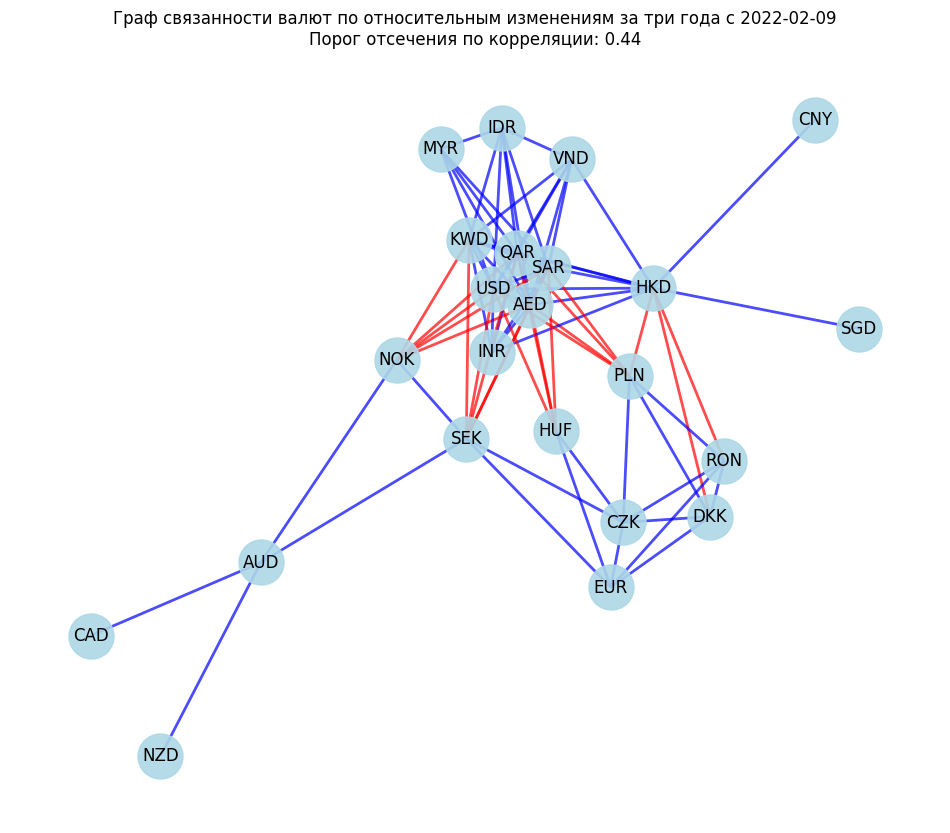 Граф связанности валют по относительным изменениям за три года с 2022-02-09
Порог отсечения по корреляции: 0.44
CNY
IDR
MYR
VND
KWD
QAR
SAR
USD
HKD
AED
SGD
INR
NOK
PLN
HUF
SEK
RON
DKK
CZK
AUD
EUR
CAD
NZD